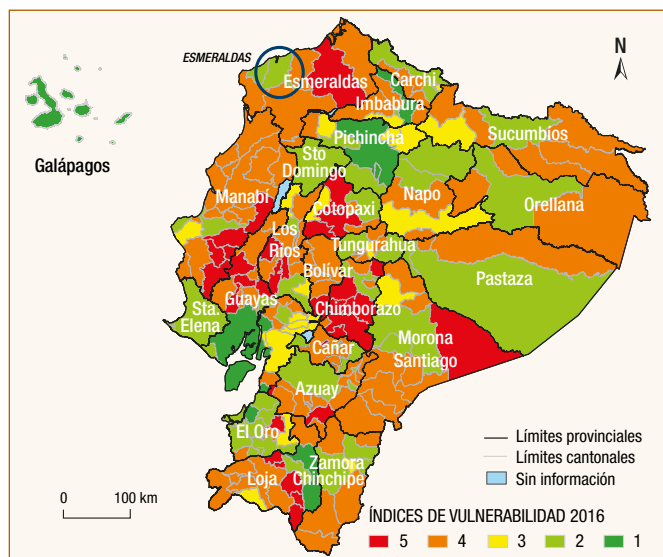 ESMERALDAS
N
Esmeraldas
Carchi
Imbabura
Galápagos
Pichincha
Sucumbíos
Sto
Domingo
Manabí
Napo
Cotopaxi
Orellana
Los
Ríos
Tungurahua
Bolívar
Pastaza
Guayas
Sta.
Elena
Chimborazo
Morona
Santiago
Cañar
Azuay
El Oro
Zamora
Chinchipe
Loja
Límites provinciales
Límites cantonales
Sin información
0 100 km
ÍNDICES DE VULNERABILIDAD 2016
5 4 3 2 1